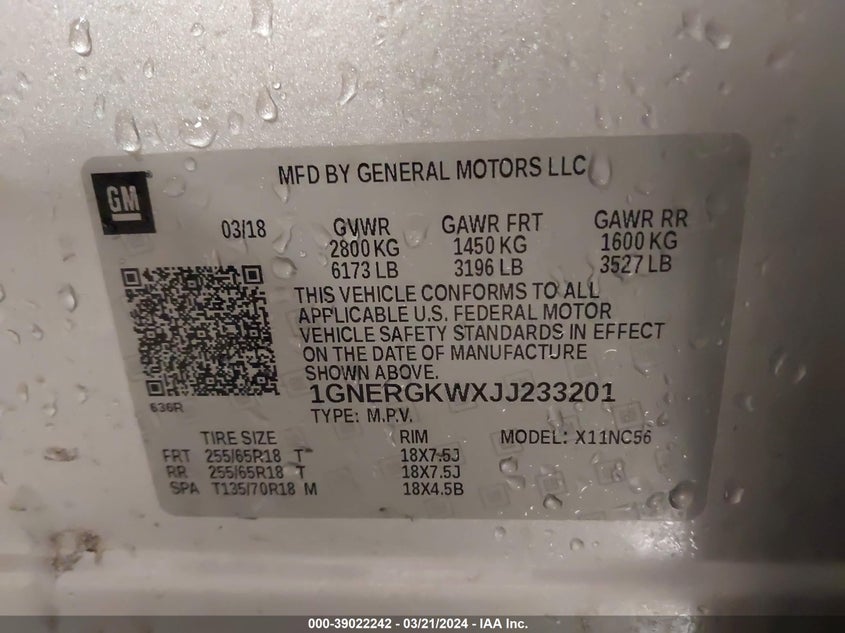 MFD BY GENERAL MOTORS LLC
GM
03/18 GVWR GAWR FRT GAWR RR
2800 KG 1450 KG 1600 KG
6173 LB 3196 LB 3527 LB
THIS VEHICLE CONFORMS TO ALL
APPLICABLE U.S. FEDERAL MOTOR
VEHICLE SAFETY STANDARDS IN EFFECT
ON THE DATE OF MANUFACTURE
SHOWN ABOVE.
1GNERGKWXJJ233201
636R
TYPE: M.P.V.
TIRE SIZE RIM MODEL: X11NC56
FRT 255/65R18 T 18X7.5J
RR 255/65R18 T 18X7.5J
SPA T135/70R18 M 18X4.5B
000-39022242 - 03/21/2024 - IAA Inc.